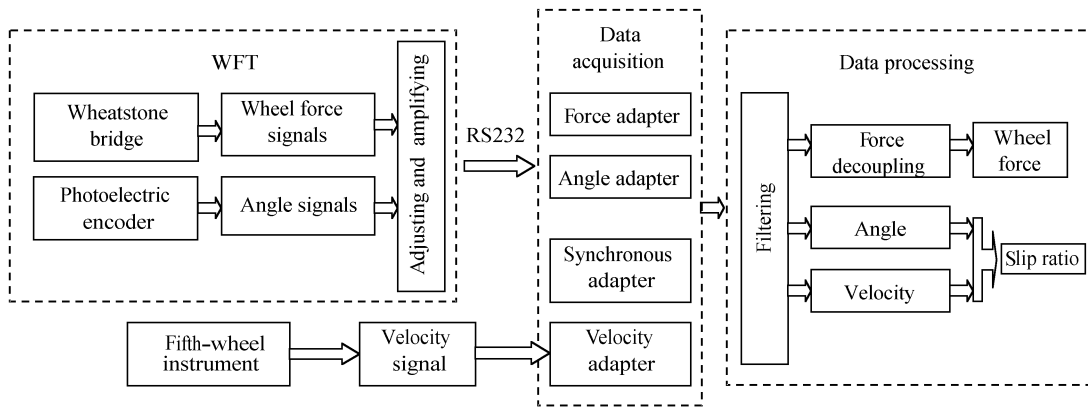 WFT
Wheatstone
bridge
Wheel force
signals
Photoelectric
encoder
Angle signals
Adjusting and amplifying
RS232
Fifth-wheel
instrument
Velocity
signal
Data
acquisition
Force adapter
Angle adapter
Synchronous
adapter
Velocity
adapter
Data processing
Filtering
Force
decoupling
Wheel
force
Angle
Velocity
Slip ratio